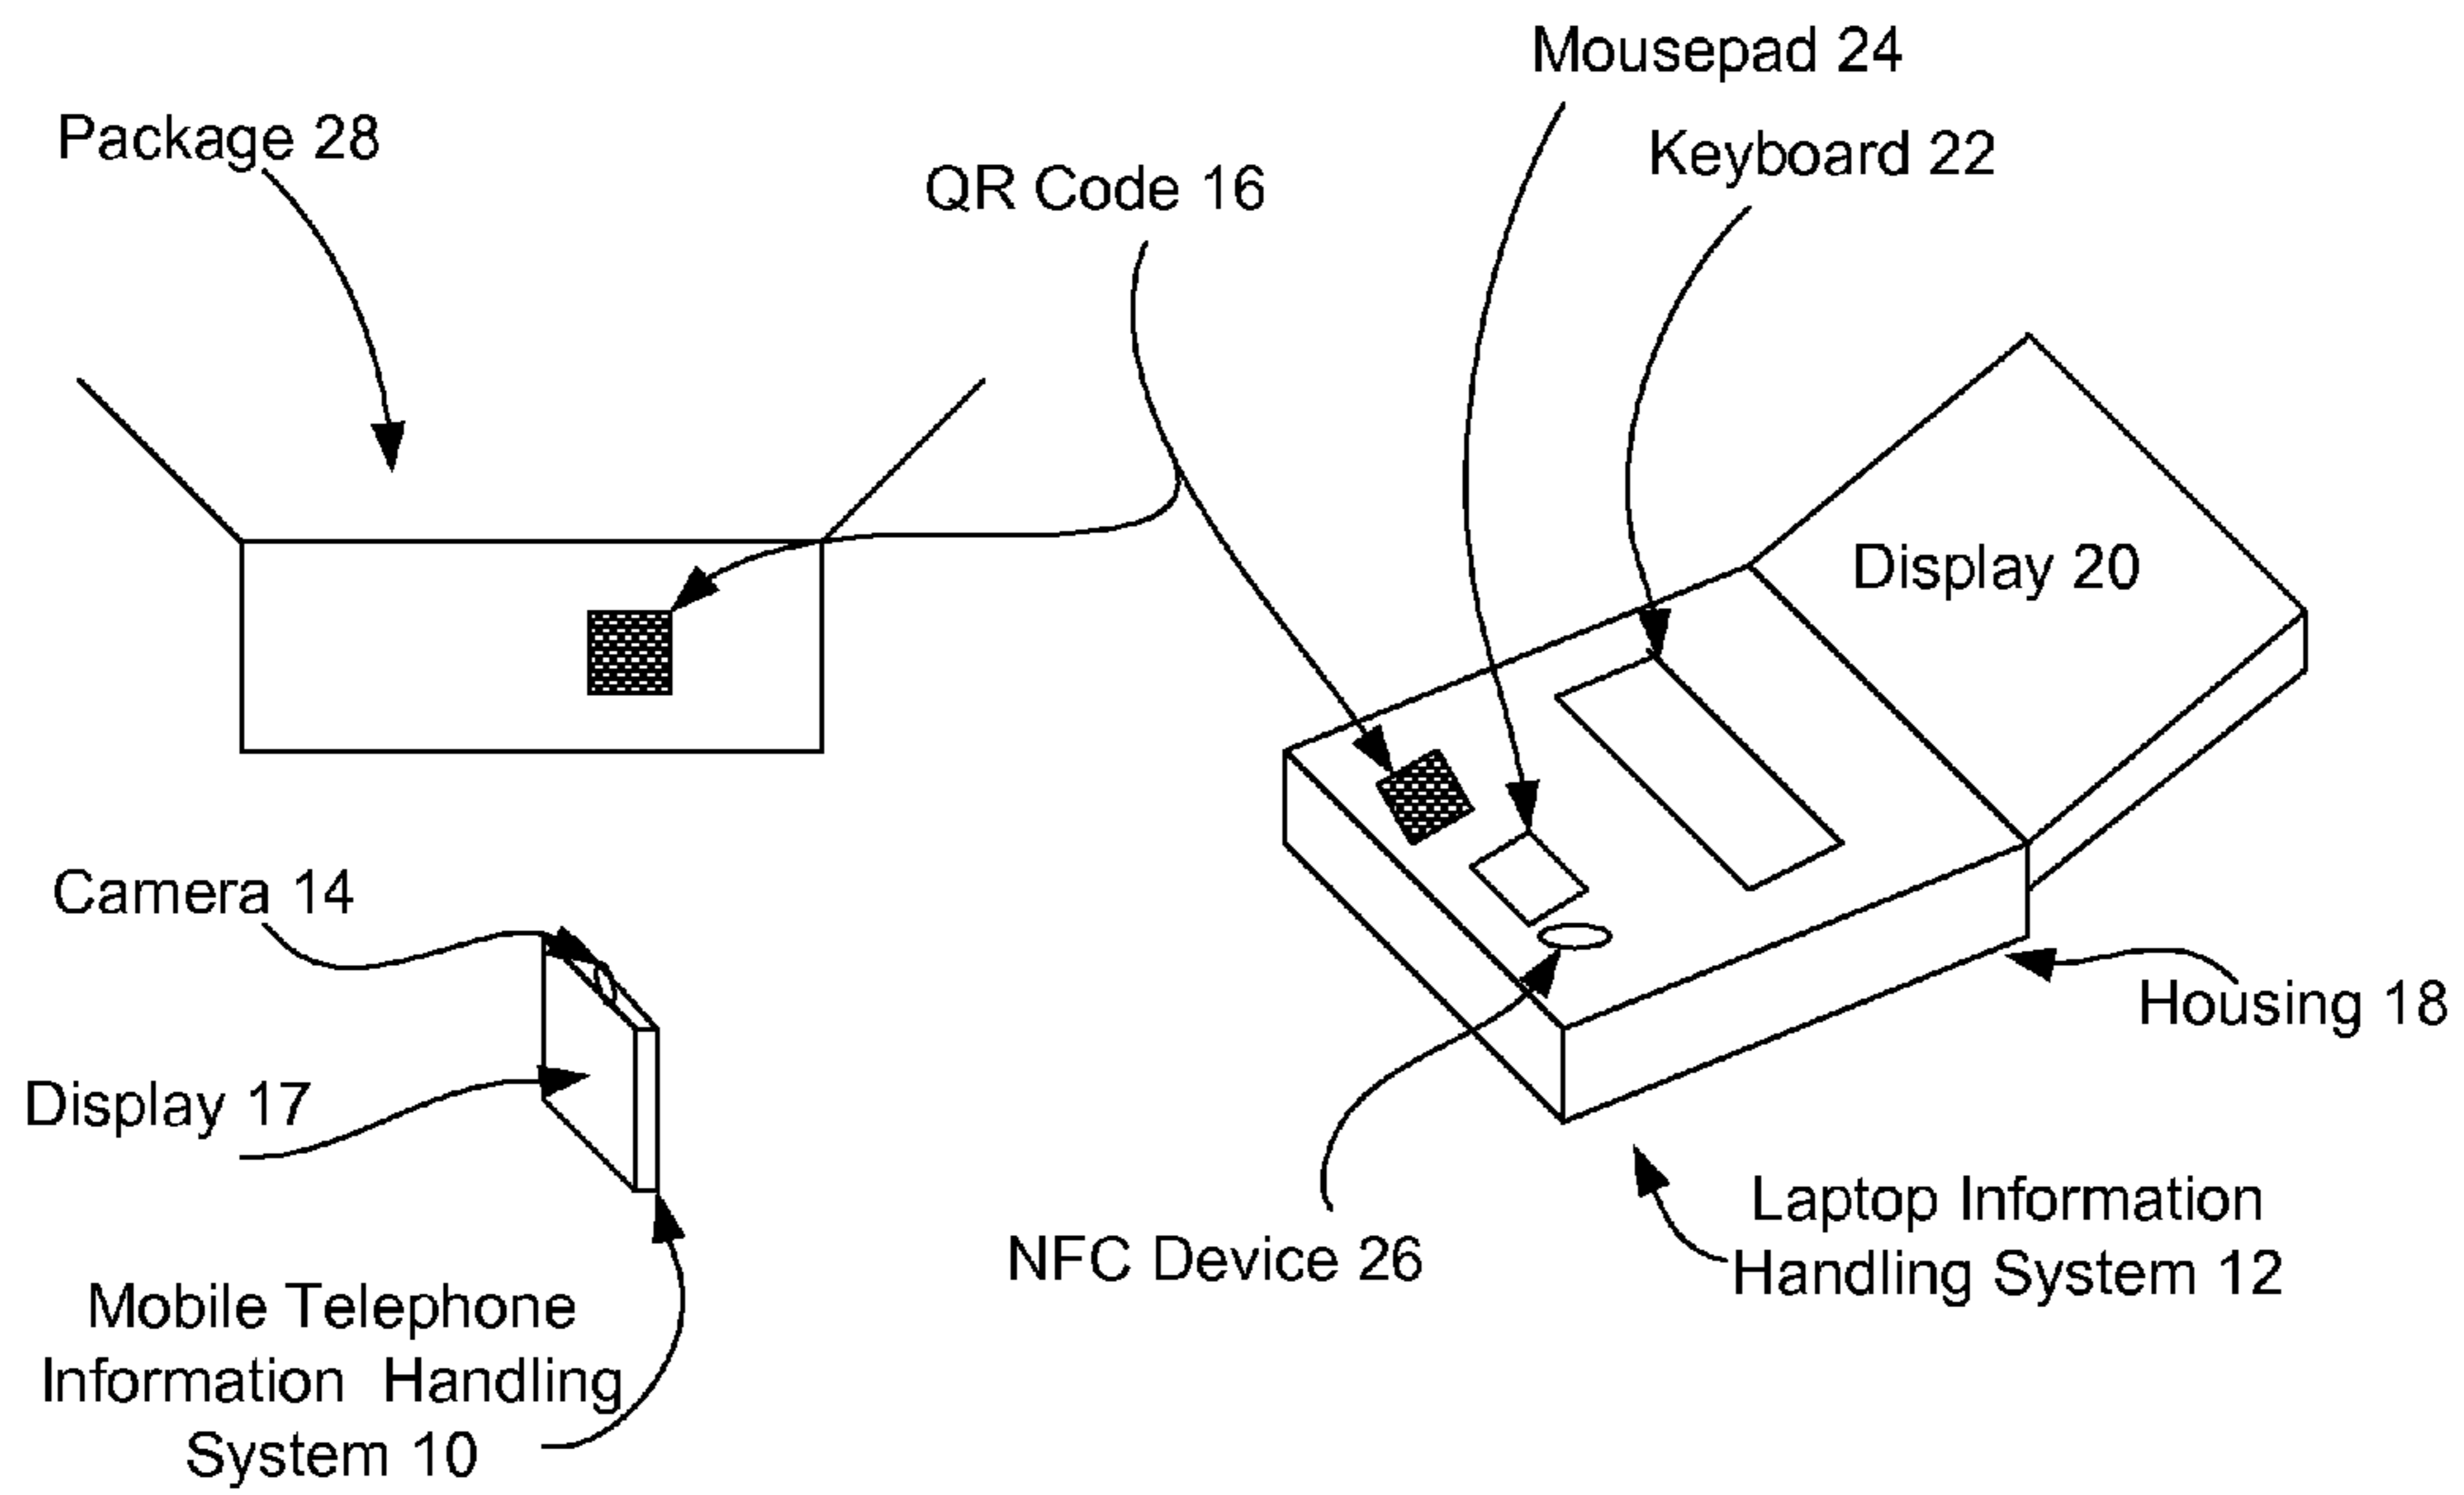 Mousepad 24
Package 28
Keyboard 22
QR Code 16
Display 20
Camera 14
Housing 18
Display 17
NFC Device 26
Laptop Information
Handling System 12
Mobile Telephone
Information Handling
System 10